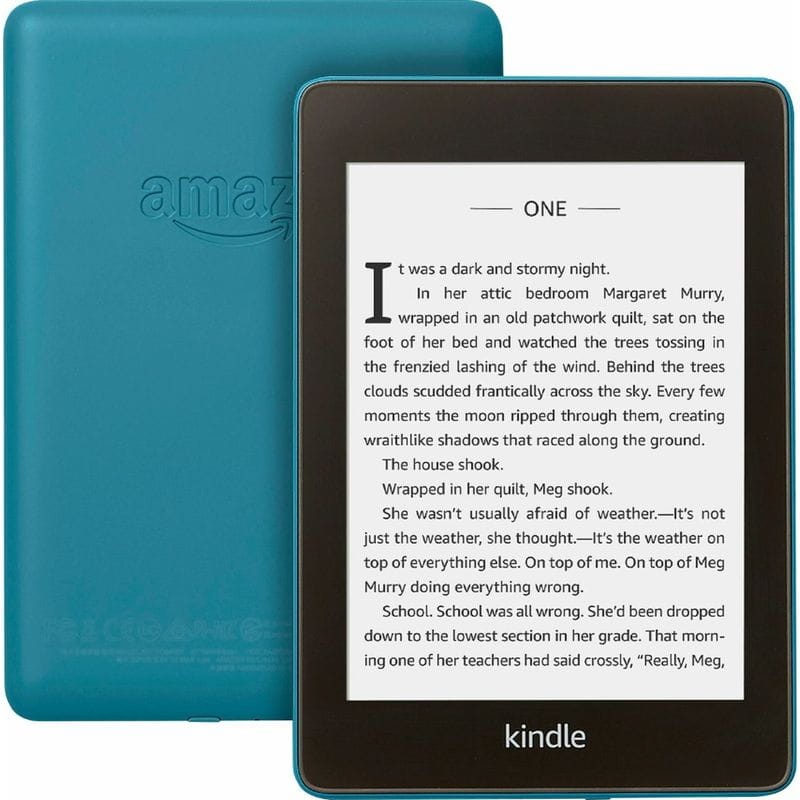 amaz
ONE
It was a dark and stormy night.
In her attic bedroom Margaret Murry,
wrapped in an old patchwork quilt, sat on the
foot of her bed and watched the trees tossing in
the frenzied lashing of the wind. Behind the trees
clouds scudded frantically across the sky. Every few
moments the moon ripped through them, creating
wraithlike shadows that raced along the ground.
The house shook.
Wrapped in her quilt, Meg shook.
She wasn’t usually afraid of weather.—It’s not
just the weather, she thought.—It’s the weather on
top of everything else. On top of me. On top of Meg
Murry doing everything wrong.
School. School was all wrong. She’d been dropped
down to the lowest section in her grade. That morn-
ing one of her teachers had said crossly, “Really, Meg,
kindle